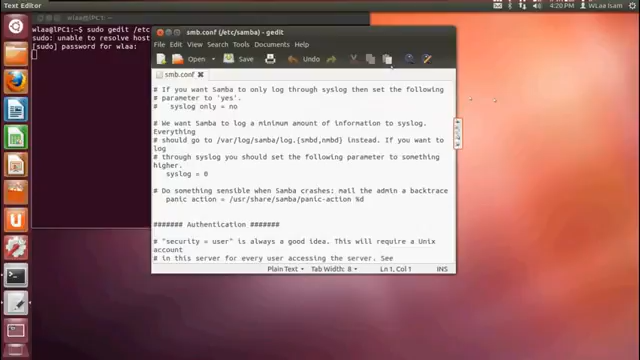 Text Editor
4:20 PM
WLaa Isam
wlaa@lPC1: ~
wlaa@lPC1:~$ sudo gedit /etc
sudo: unable to resolve host
[sudo] password for wlaa:
smb.conf (/etc/samba) - gedit
File Edit View Search Tools Documents Help
Open Save Undo
smb.conf
# If you want Samba to only log through syslog then set the following
# parameter to 'yes'.
#   syslog only = no
# We want Samba to log a minimum amount of information to syslog.
Everything
# should go to /var/log/samba/log.{smbd,nmbd} instead. If you want to
log
# through syslog you should set the following parameter to something
higher.
syslog = 0
# Do something sensible when Samba crashes: mail the admin a backtrace
panic action = /usr/share/samba/panic-action %d
####### Authentication #######
# "security = user" is always a good idea. This will require a Unix
account
# in this server for every user accessing the server. See
Plain Text Tab Width: 8 Ln 1, Col 1 INS